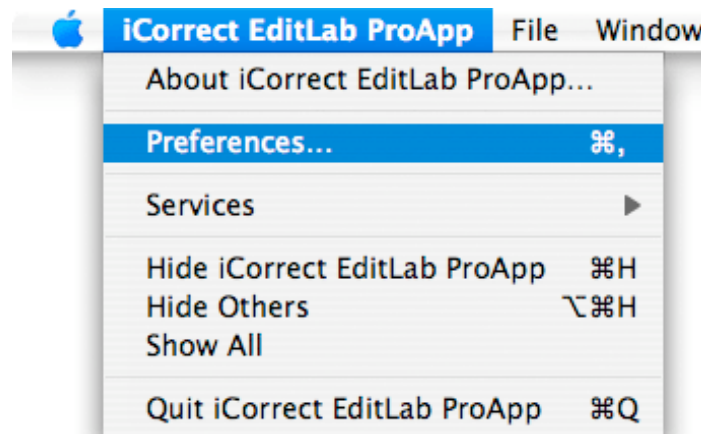 iCorrect EditLab ProApp File Window
About iCorrect EditLab ProApp...
Preferences... ⌘,
Services ▶
Hide iCorrect EditLab ProApp ⌘H
Hide Others ⌥⌘H
Show All
Quit iCorrect EditLab ProApp ⌘Q